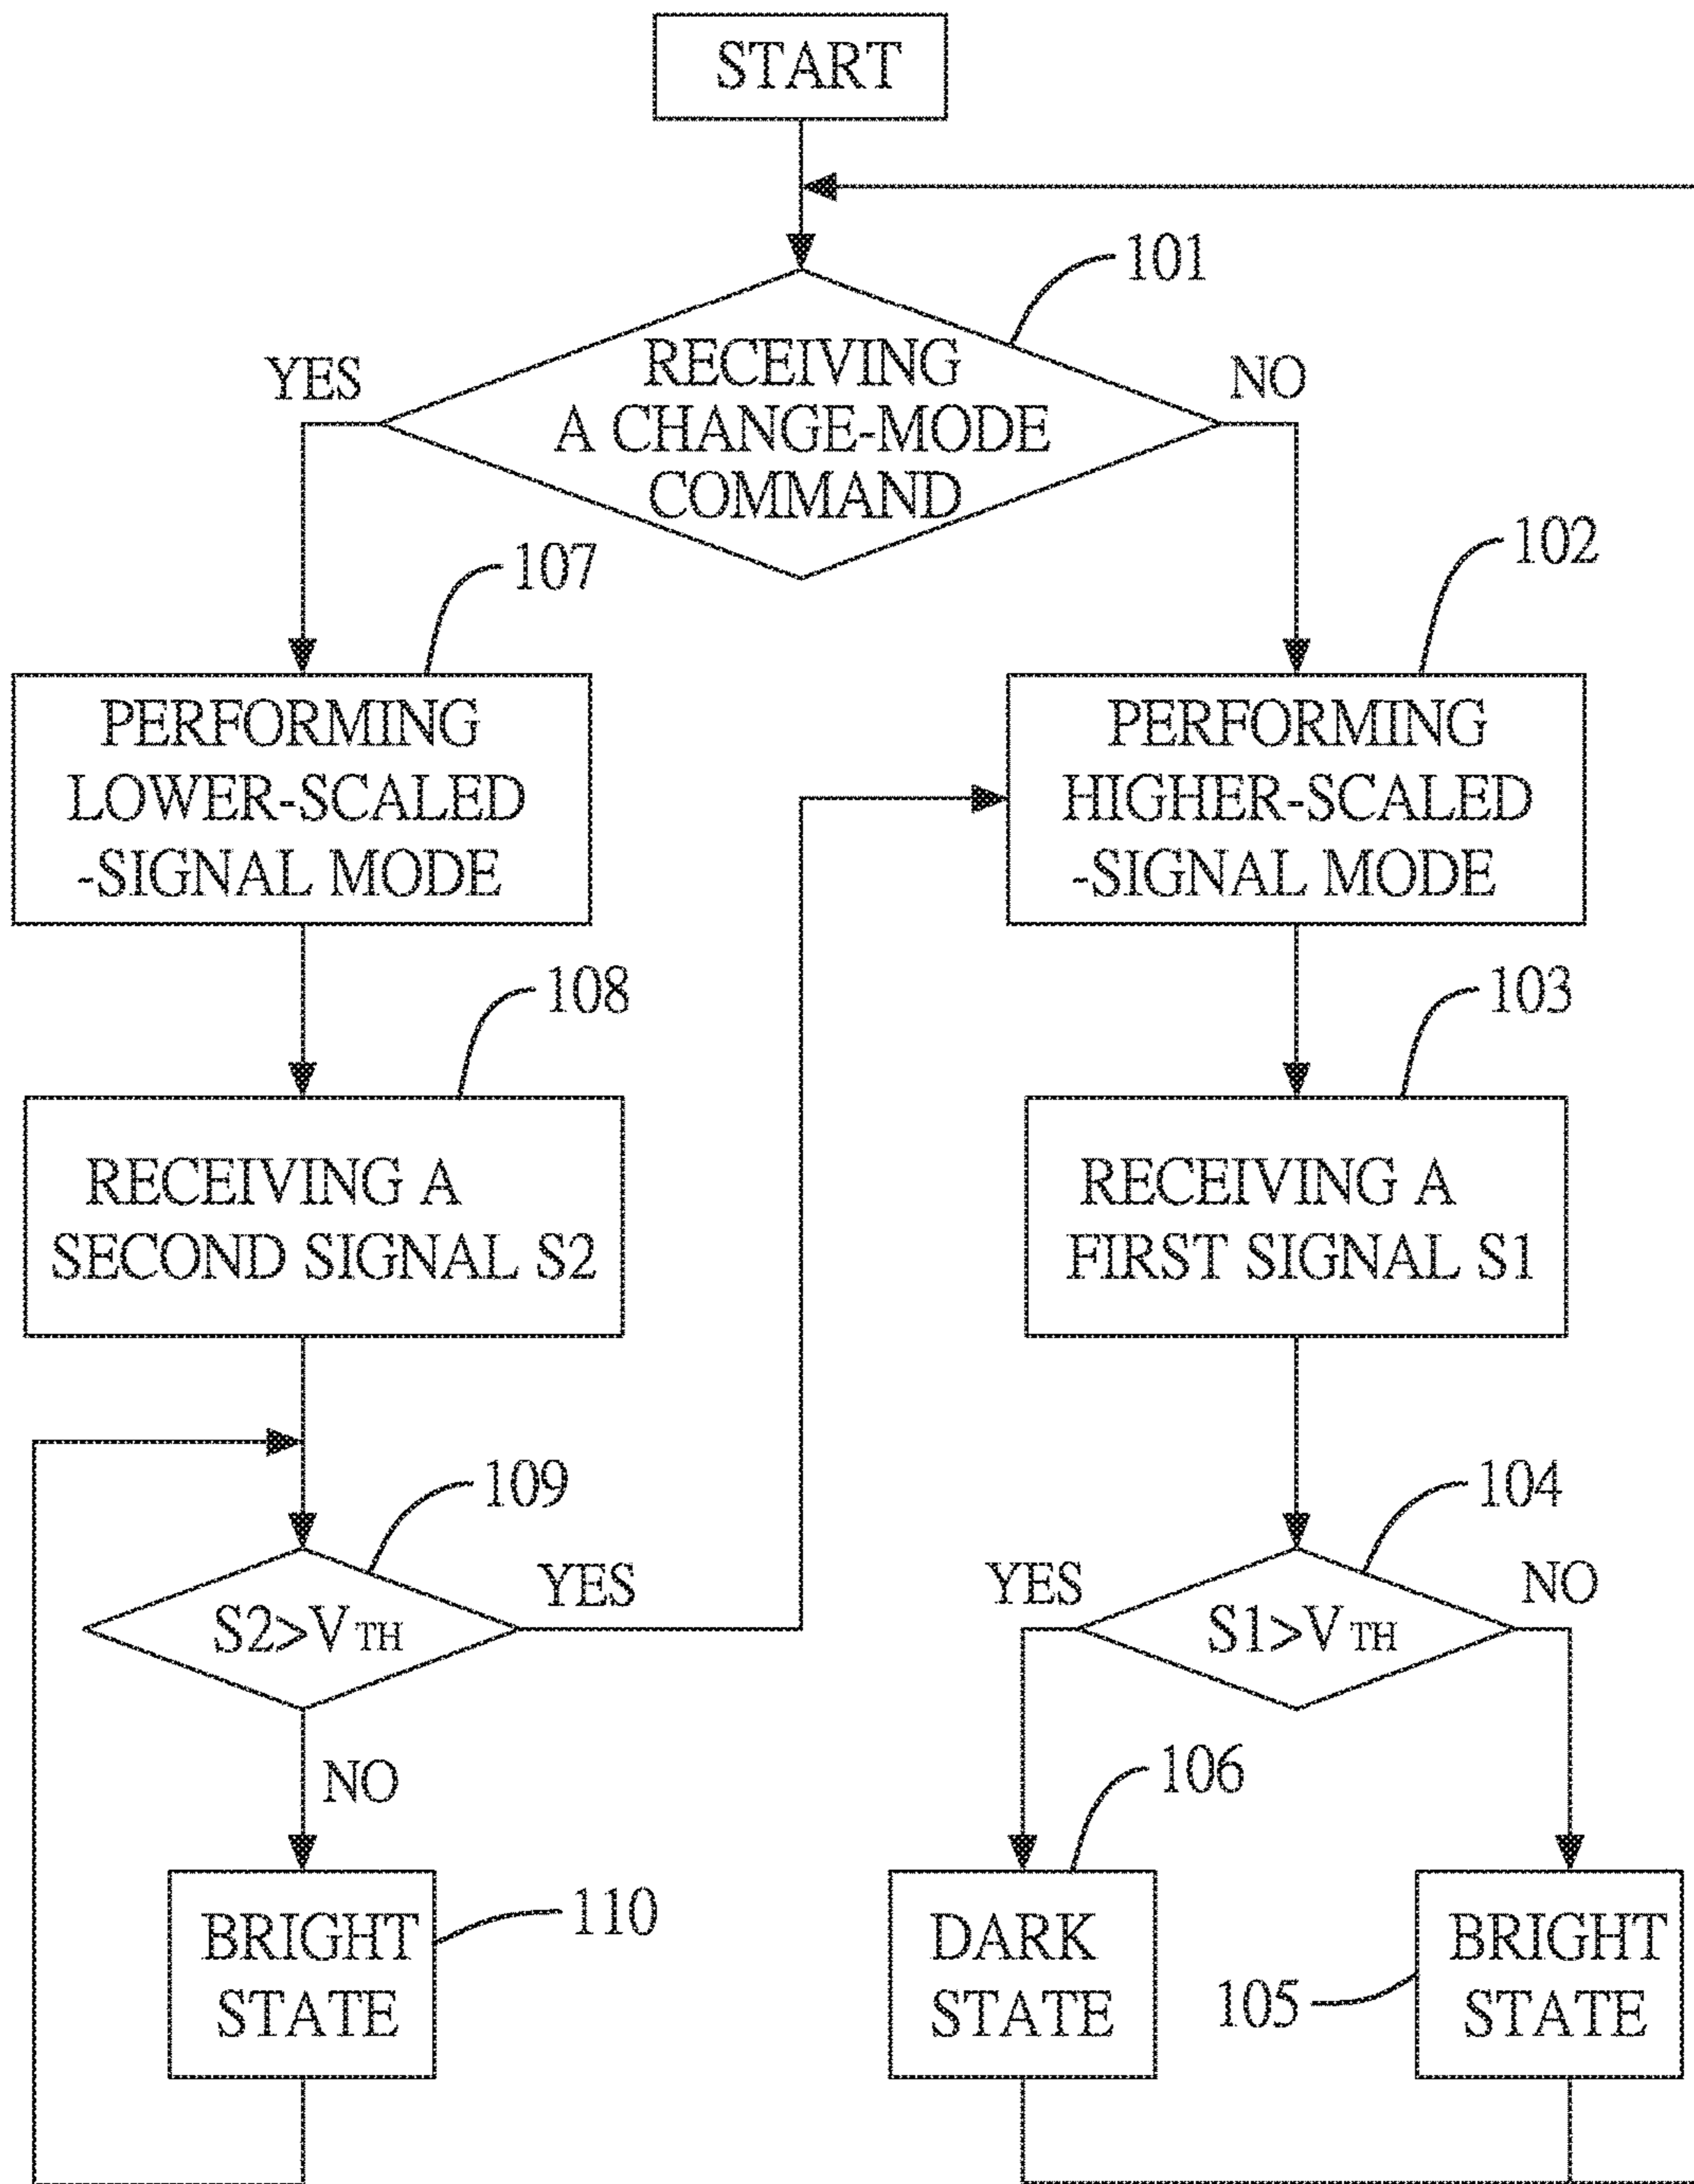 START
101
YES
RECEIVING
A CHANGE-MODE
COMMAND
NO
107
102
PERFORMING
LOWER-SCALED
-SIGNAL MODE
PERFORMING
HIGHER-SCALED
-SIGNAL MODE
108
103
RECEIVING A
SECOND SIGNAL S2
RECEIVING A
FIRST SIGNAL S1
109
104
S2>VTH
YES
YES
S1>VTH
NO
NO
106
BRIGHT
STATE
110
DARK
STATE
105
BRIGHT
STATE